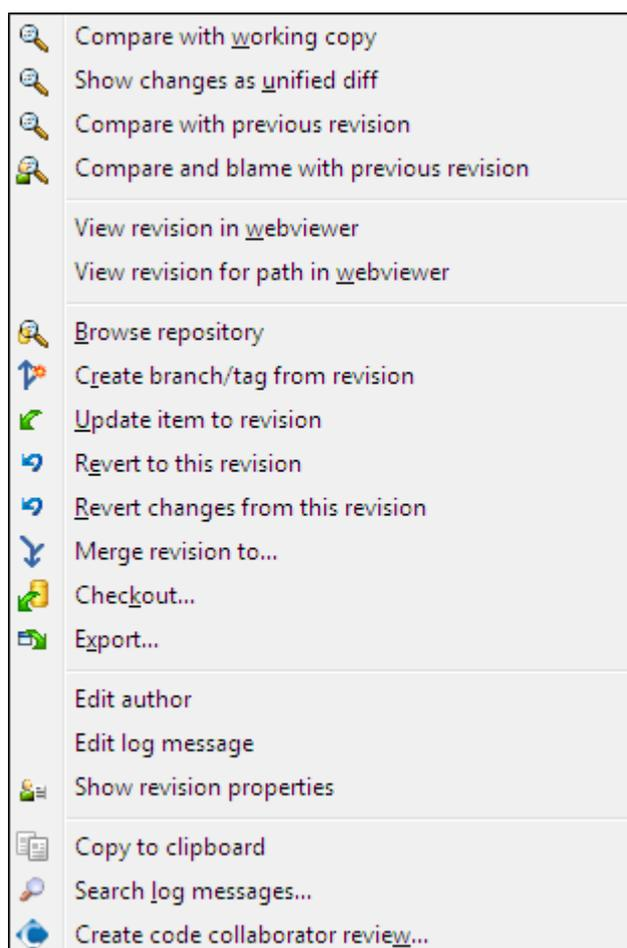 Compare with working copy
Show changes as unified diff
Compare with previous revision
Compare and blame with previous revision
View revision in webviewer
View revision for path in webviewer
Browse repository
Create branch/tag from revision
Update item to revision
Revert to this revision
Revert changes from this revision
Merge revision to...
Checkout...
Export...
Edit author
Edit log message
Show revision properties
Copy to clipboard
Search log messages...
Create code collaborator review...